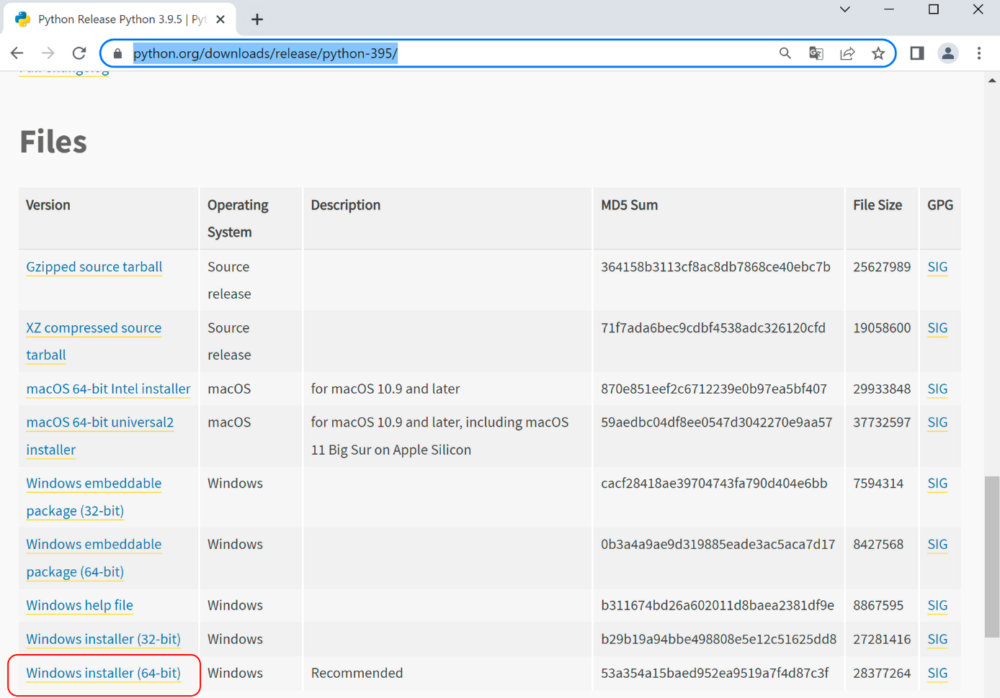 Python Release Python 3.9.5 | Pyt
python.org/downloads/release/python-395/
Files
Version Operating System Description MD5 Sum File Size GPG
Gzipped source tarball Source release 364158b3113cf8ac8db7868ce40ebc7b 25627989 SIG
XZ compressed source tarball Source release 71f7ada6bec9cdbf4538adc326120cfd 19058600 SIG
macOS 64-bit Intel installer macOS for macOS 10.9 and later 870e851eef2c6712239e0b97ea5bf407 29933848 SIG
macOS 64-bit universal2 installer macOS for macOS 10.9 and later, including macOS 11 Big Sur on Apple Silicon 59aedbc04df8ee0547d3042270e9aa57 37732597 SIG
Windows embeddable package (32-bit) Windows cacf28418ae39704743fa790d404e6bb 7594314 SIG
Windows embeddable package (64-bit) Windows 0b3a4a9ae9d319885eade3ac5aca7d17 8427568 SIG
Windows help file Windows b311674bd26a602011d8baea2381df9e 8867595 SIG
Windows installer (32-bit) Windows b29b19a94bbe498808e5e12c51625dd8 27281416 SIG
Windows installer (64-bit) Windows Recommended 53a354a15baed952ea9519a7f4d87c3f 28377264 SIG